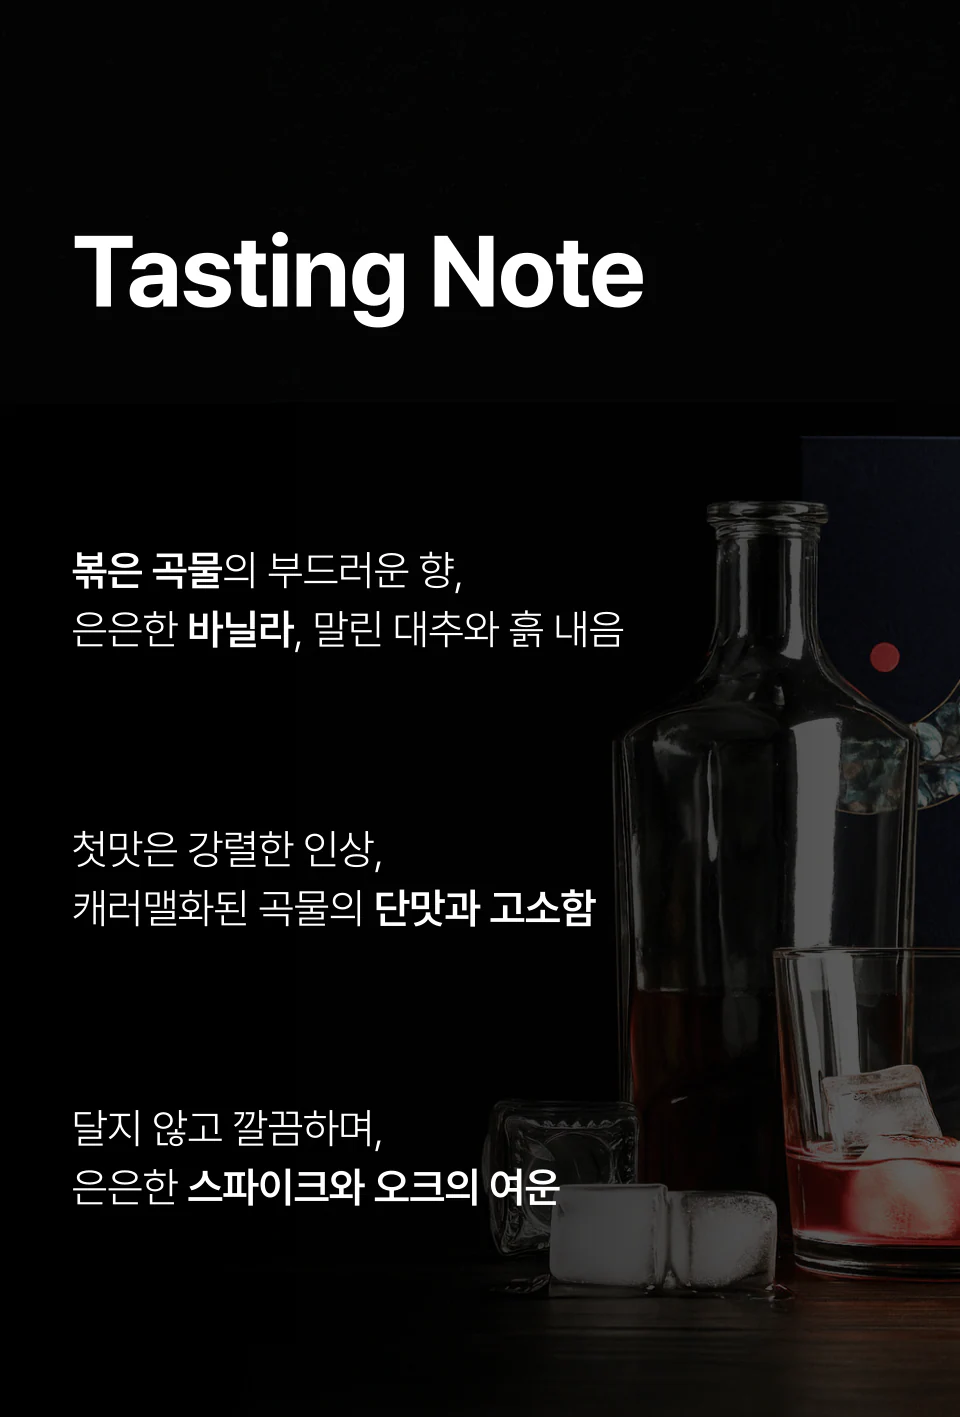 Tasting Note
볶은 곡물의 부드러운 향,
은은한 바닐라, 말린 대추와 흙 내음
첫맛은 강렬한 인상,
캐러맬화된 곡물의 단맛과 고소함
달지 않고 깔끔하며,
은은한 스파이크와 오크의 여운